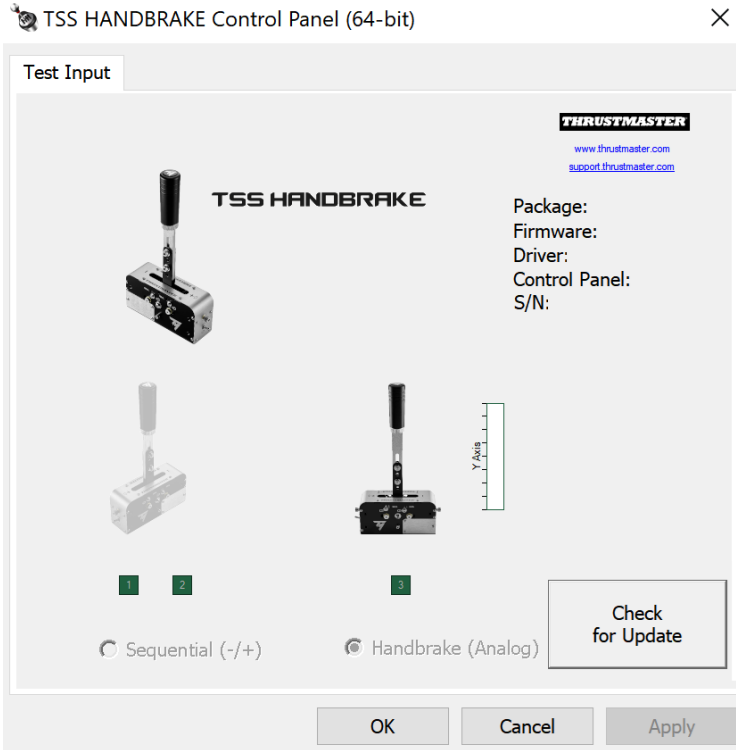 TSS HANDBRAKE Control Panel (64-bit)
Test Input
THRUSTMASTER
www.thrustmaster.com
support.thrustmaster.com
TSS HANDBRAKE
Package:
Firmware:
Driver:
Control Panel:
S/N:
Y Axis
1 2
3
Sequential (-/+)
Handbrake (Analog)
Check
for Update
OK Cancel Apply